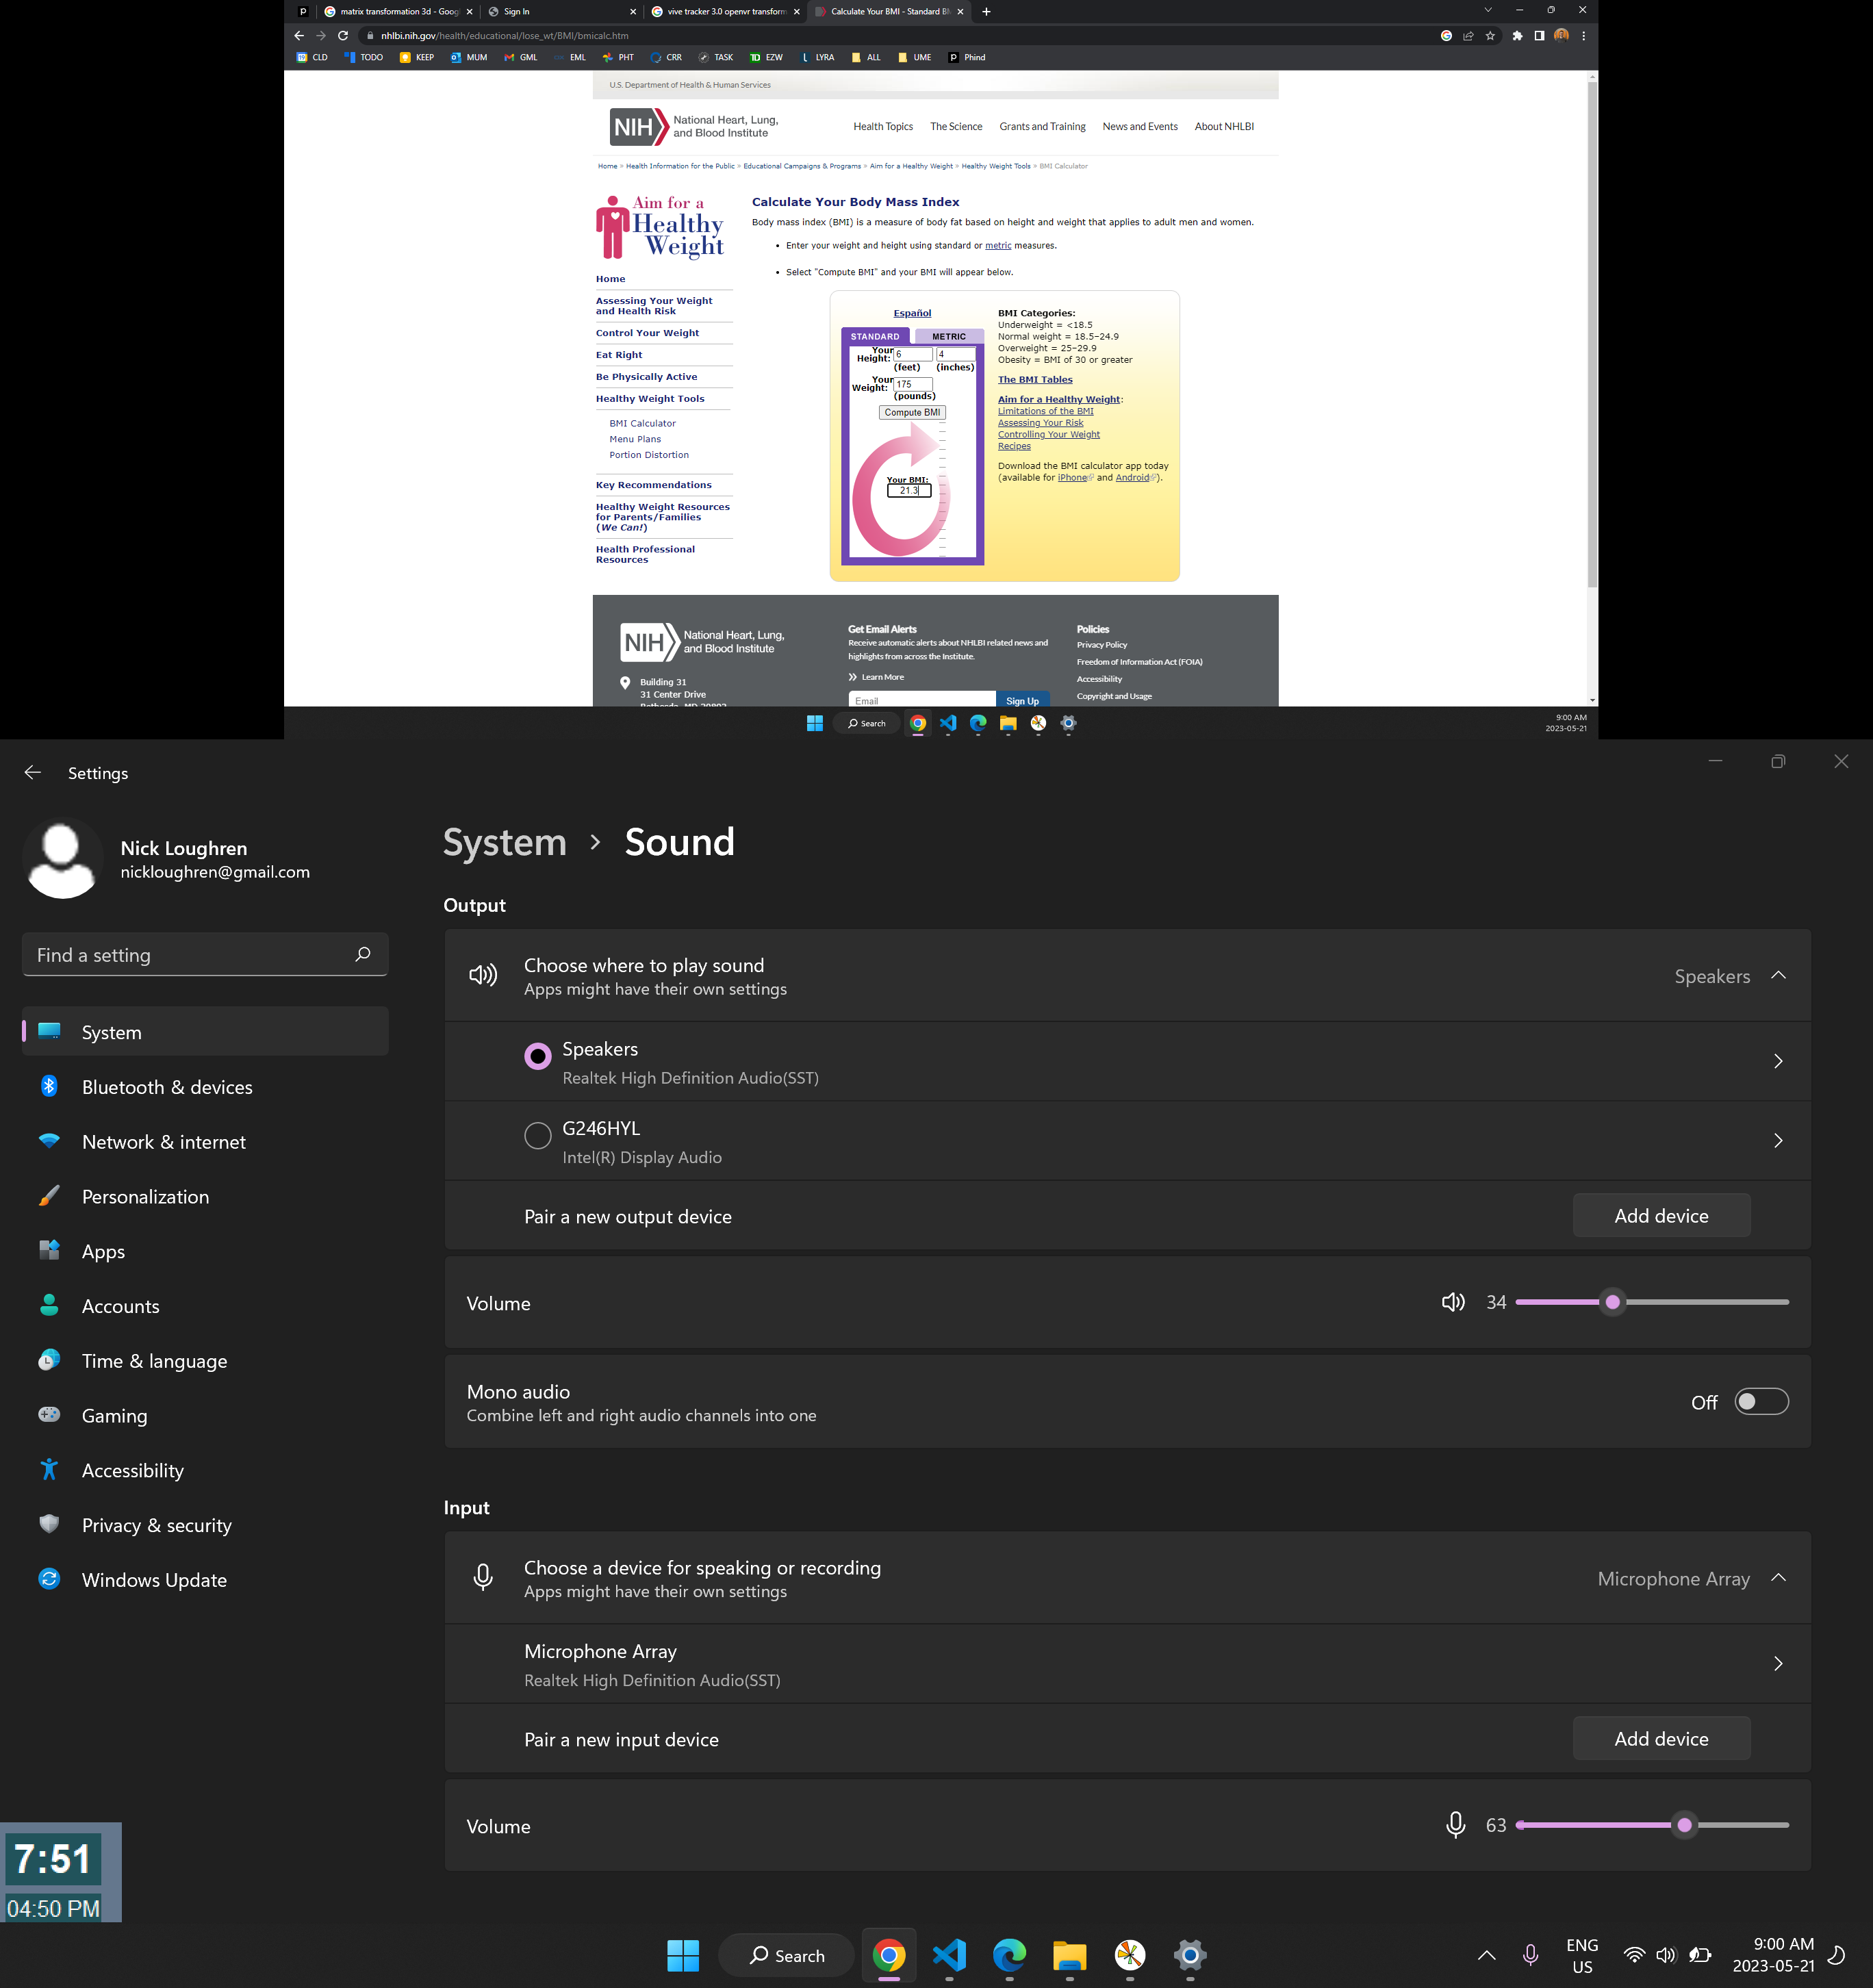 matrix transformation 3d - Goog
Sign In
vive tracker 3.0 openvr transform
Calculate Your BMI - Standard BM
nhlbi.nih.gov/health/educational/lose_wt/BMI/bmicalc.htm
CLD TODO KEEP MUM GML EML PHT CRR TASK EZW LYRA ALL UME Phind
U.S. Department of Health & Human Services
NIH National Heart, Lung,
and Blood Institute
Health Topics The Science Grants and Training News and Events About NHLBI
Home » Health Information for the Public » Educational Campaigns & Programs » Aim for a Healthy Weight » Healthy Weight Tools » BMI Calculator
Aim for a
Healthy
Weight
Home
Assessing Your Weight
and Health Risk
Control Your Weight
Eat Right
Be Physically Active
Healthy Weight Tools
BMI Calculator
Menu Plans
Portion Distortion
Key Recommendations
Healthy Weight Resources
for Parents/Families
(We Can!)
Health Professional
Resources
Calculate Your Body Mass Index
Body mass index (BMI) is a measure of body fat based on height and weight that applies to adult men and women.
• Enter your weight and height using standard or metric measures.
• Select "Compute BMI" and your BMI will appear below.
Español
STANDARD METRIC
Your
Height: 6 4
(feet) (inches)
Your
Weight: 175
(pounds)
Compute BMI
Your BMI:
21.3
BMI Categories:
Underweight = <18.5
Normal weight = 18.5–24.9
Overweight = 25–29.9
Obesity = BMI of 30 or greater
The BMI Tables
Aim for a Healthy Weight:
Limitations of the BMI
Assessing Your Risk
Controlling Your Weight
Recipes
Download the BMI calculator app today
(available for iPhone and Android).
NIH National Heart, Lung,
and Blood Institute
Building 31
31 Center Drive
Get Email Alerts
Receive automatic alerts about NHLBI related news and
highlights from across the Institute.
Learn More
Email Sign Up
Policies
Privacy Policy
Freedom of Information Act (FOIA)
Accessibility
Copyright and Usage
Search
9:00 AM
2023-05-21
Settings
Nick Loughren
nickloughren@gmail.com
Find a setting
System
Bluetooth & devices
Network & internet
Personalization
Apps
Accounts
Time & language
Gaming
Accessibility
Privacy & security
Windows Update
System › Sound
Output
Choose where to play sound
Apps might have their own settings
Speakers
Speakers
Realtek High Definition Audio(SST)
G246HYL
Intel(R) Display Audio
Pair a new output device
Add device
Volume
34
Mono audio
Combine left and right audio channels into one
Off
Input
Choose a device for speaking or recording
Apps might have their own settings
Microphone Array
Microphone Array
Realtek High Definition Audio(SST)
Pair a new input device
Add device
Volume
63
7:51
04:50 PM
Search
ENG
US
9:00 AM
2023-05-21